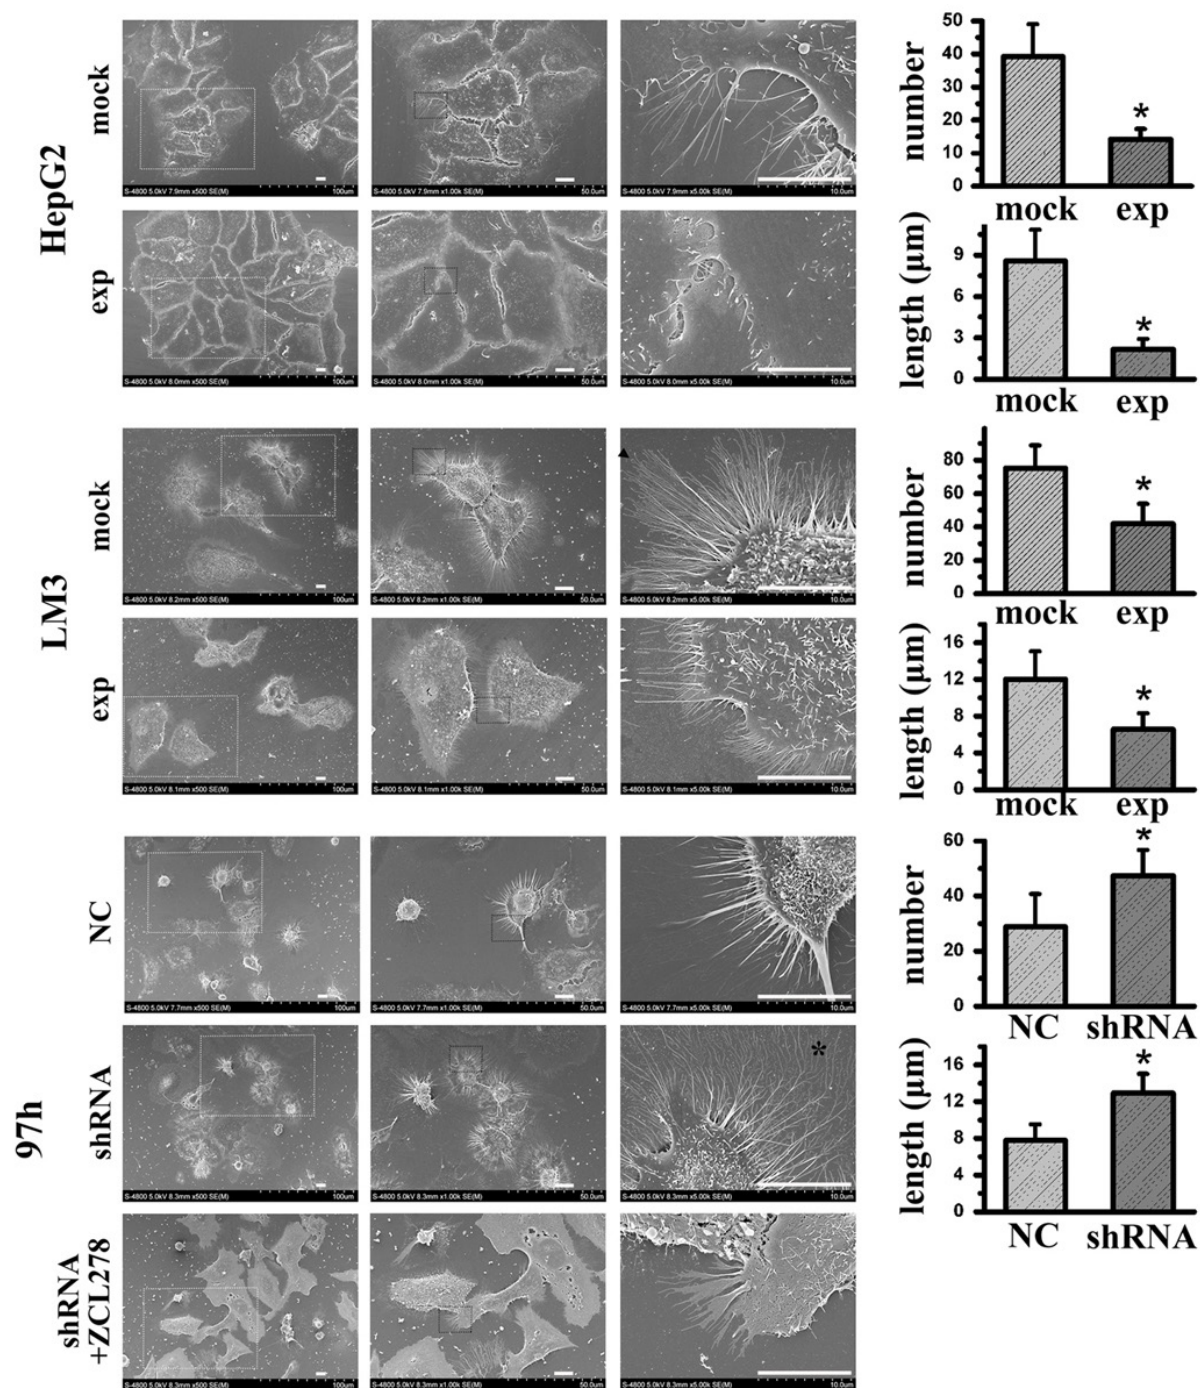 HepG2
mock
S-4800 5.0kV 7.9mm x500 SE(M) 100um
S-4800 5.0kV 7.9mm x1.00k SE(M) 50.0um
S-4800 5.0kV 7.9mm x5.00k SE(M) 10.0um
exp
S-4800 5.0kV 8.0mm x500 SE(M) 100um
S-4800 5.0kV 8.0mm x1.00k SE(M) 50.0um
S-4800 5.0kV 8.0mm x5.00k SE(M) 10.0um
number
50
40
30
20
10
0
*
mock exp
length (µm)
9
6
3
0
*
mock exp
LM3
mock
S-4800 5.0kV 8.2mm x500 SE(M) 100um
S-4800 5.0kV 8.2mm x1.00k SE(M) 50.0um
S-4800 5.0kV 8.2mm x5.00k SE(M) 10.0um
exp
S-4800 5.0kV 8.1mm x500 SE(M) 100um
S-4800 5.0kV 8.1mm x1.00k SE(M) 50.0um
S-4800 5.0kV 8.1mm x5.00k SE(M) 10.0um
number
80
60
40
20
0
*
mock exp
length (µm)
16
12
8
4
0
*
mock exp
97h
NC
S-4800 5.0kV 7.7mm x500 SE(M) 100um
S-4800 5.0kV 7.7mm x1.00k SE(M) 50.0um
S-4800 5.0kV 7.7mm x5.00k SE(M) 10.0um
shRNA
*
S-4800 5.0kV 8.3mm x500 SE(M) 100um
S-4800 5.0kV 8.3mm x1.00k SE(M) 50.0um
S-4800 5.0kV 8.3mm x5.00k SE(M) 10.0um
shRNA
+ZCL278
S-4800 5.0kV 8.3mm x500 SE(M) 100um
S-4800 5.0kV 8.3mm x1.00k SE(M) 50.0um
S-4800 5.0kV 8.3mm x5.00k SE(M) 10.0um
number
60
40
20
0
*
NC shRNA
length (µm)
16
12
8
4
0
*
NC shRNA